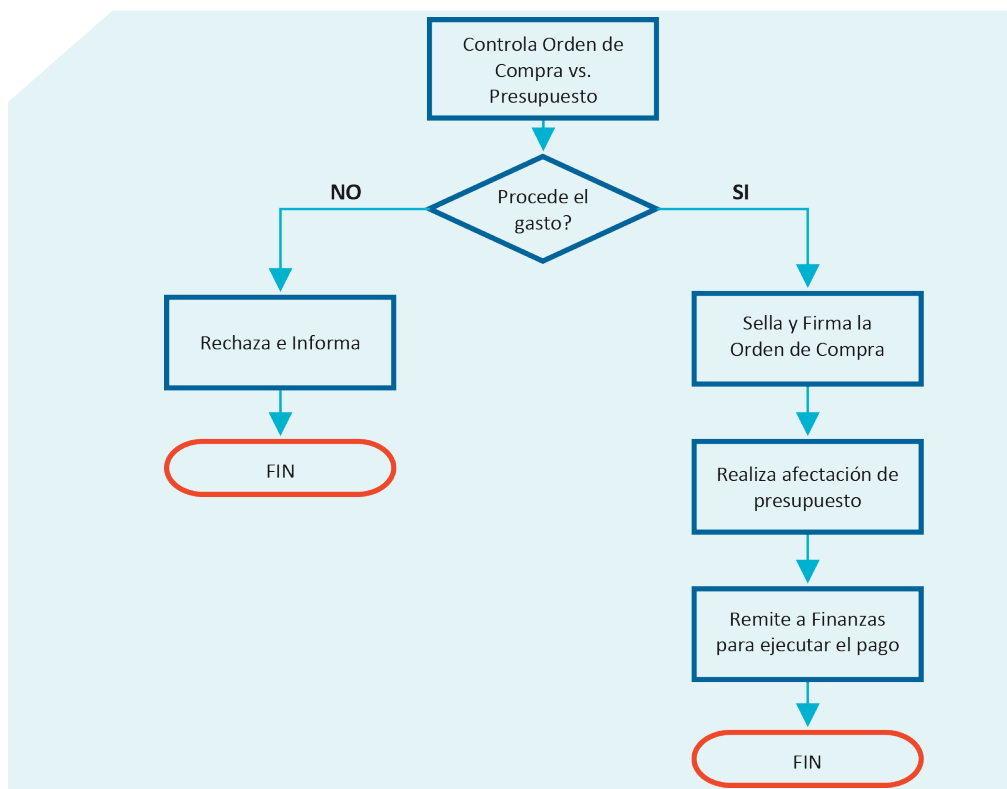 Controla Orden de
Compra vs.
Presupuesto
Procede el
gasto?
NO
SI
Rechaza e Informa
FIN
Sella y Firma la
Orden de Compra
Realiza afectación de
presupuesto
Remite a Finanzas
para ejecutar el pago
FIN